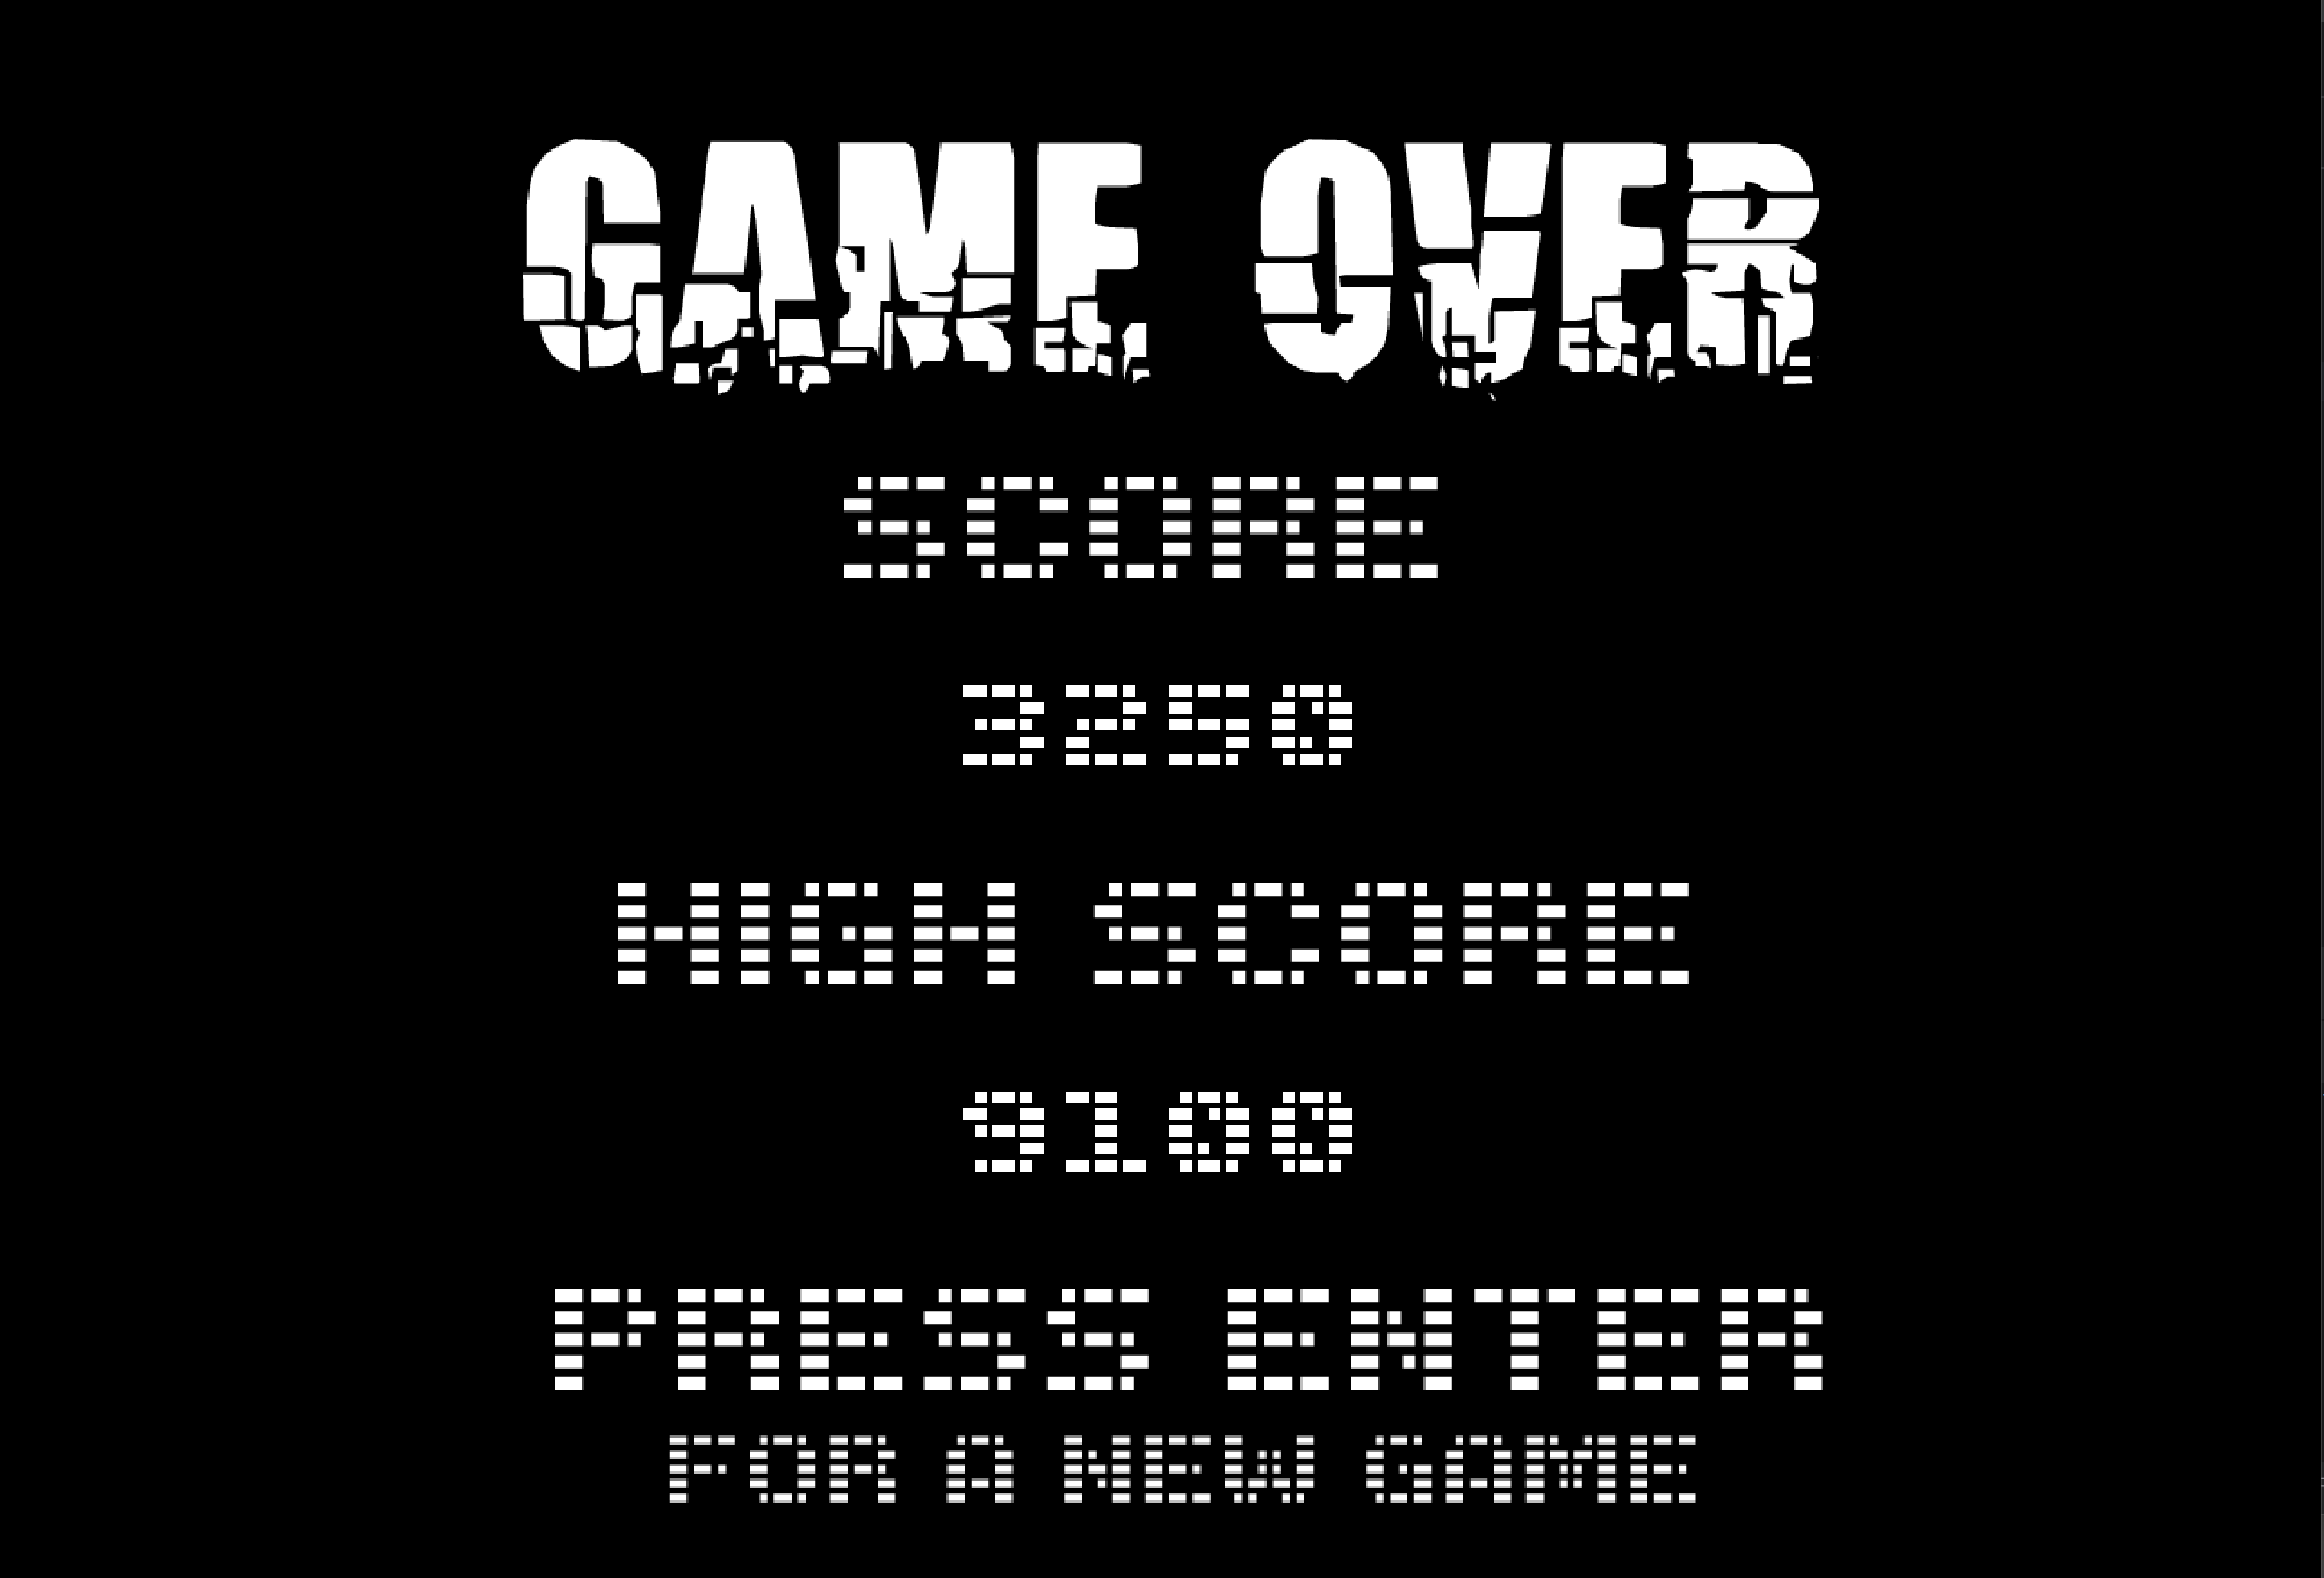 GAME OVER
SCORE
3250
HIGH SCORE
9100
PRESS ENTER
FOR A NEW GAME